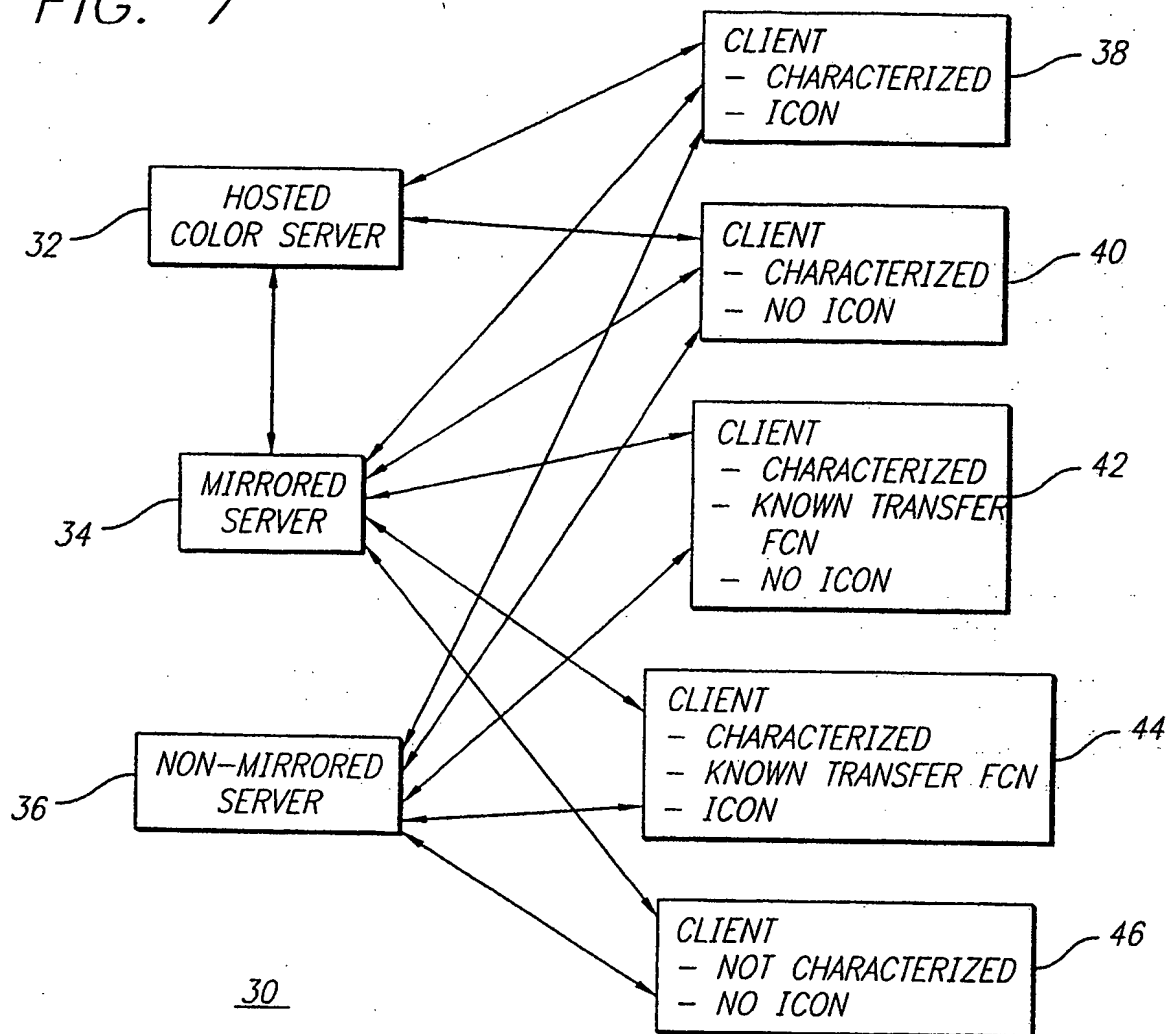 FIG. 7
CLIENT
- CHARACTERIZED
- ICON
38
HOSTED
COLOR SERVER
32
CLIENT
- CHARACTERIZED
- NO ICON
40
CLIENT
- CHARACTERIZED
- KNOWN TRANSFER
FCN
- NO ICON
42
MIRRORED
SERVER
34
CLIENT
- CHARACTERIZED
- KNOWN TRANSFER FCN
- ICON
44
NON-MIRRORED
SERVER
36
CLIENT
- NOT CHARACTERIZED
- NO ICON
46
30